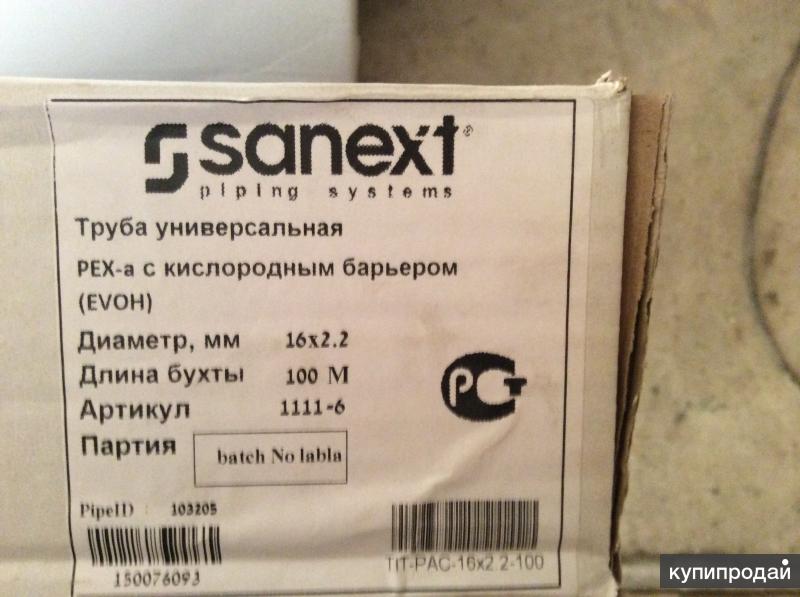 sanext®
piping systems
Труба универсальная
PEX-a с кислородным барьером
(EVOH)
Диаметр, мм 16x2.2
Длина бухты 100 М
Артикул 1111-6
Партия batch No labla
РСТ
PipeID : 103205
150076093
TIT-PAC-16x2.2-100
купипродай